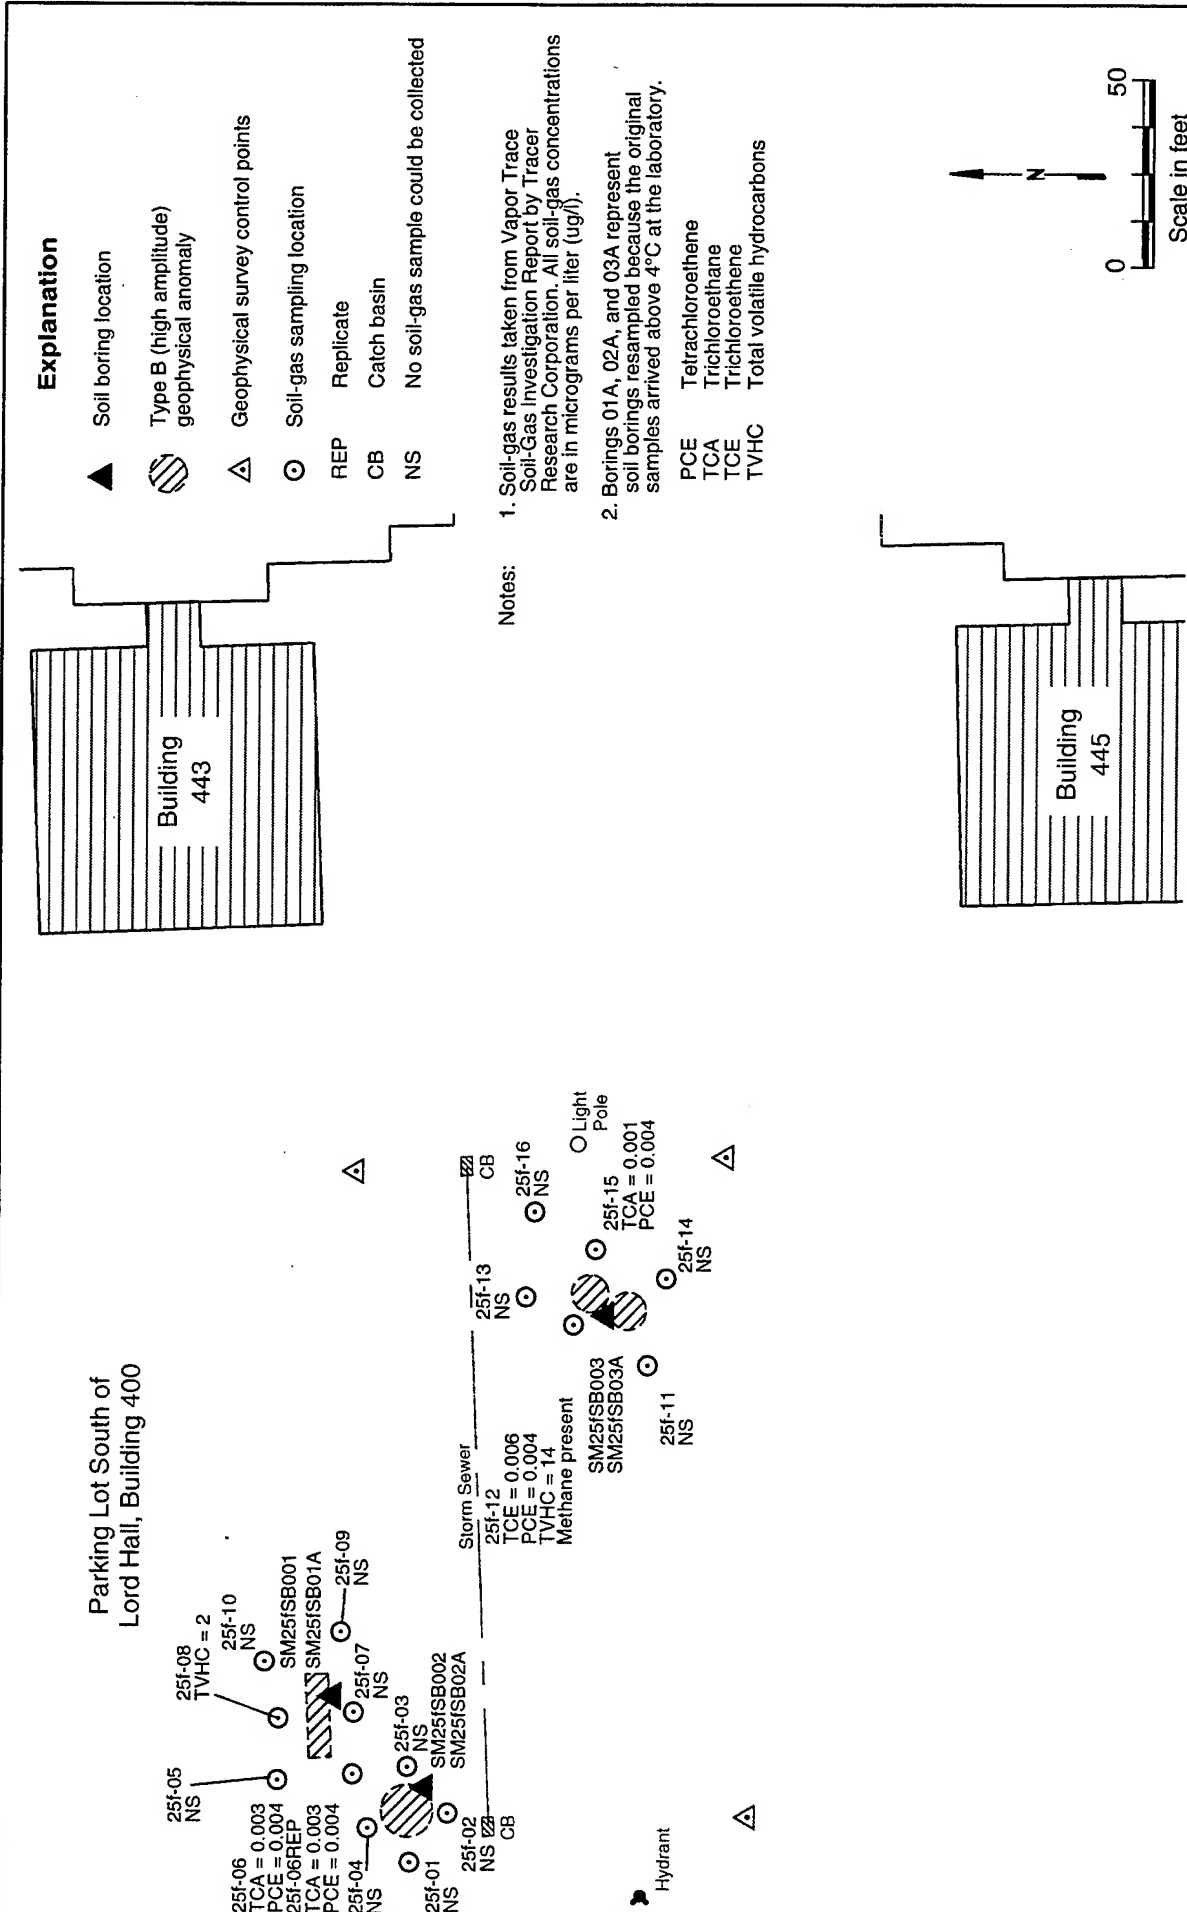 Explanation
Soil boring location
Type B (high amplitude)
geophysical anomaly
Geophysical survey control points
Soil-gas sampling location
REP Replicate
CB Catch basin
NS No soil-gas sample could be collected
Notes:
1. Soil-gas results taken from Vapor Trace
Soil-Gas Investigation Report by Tracer
Research Corporation. All soil-gas concentrations
are in micrograms per liter (ug/l).
2. Borings 01A, 02A, and 03A represent
soil borings resampled because the original
samples arrived above 4°C at the laboratory.
PCE Tetrachloroethene
TCA Trichloroethane
TCE Trichloroethene
TVHC Total volatile hydrocarbons
N
0 50
Scale in feet
Building
443
Building
445
Parking Lot South of
Lord Hall, Building 400
25f-05
NS
25f-08
TVHC = 2
25f-10
NS
SM25fSB001
SM25fSB01A
25f-09
NS
25f-06
TCA = 0.003
PCE = 0.004
25f-06REP
TCA = 0.003
PCE = 0.004
25f-07
NS
25f-04
NS
25f-03
NS
SM25fSB002
SM25fSB02A
25f-01
NS
25f-02
NS
CB
Hydrant
Storm Sewer
25f-12
TCE = 0.006
PCE = 0.004
TVHC = 14
Methane present
25f-13
NS
CB
25f-16
NS
Light
Pole
25f-15
TCA = 0.001
PCE = 0.004
25f-14
NS
SM25fSB003
SM25fSB03A
25f-11
NS